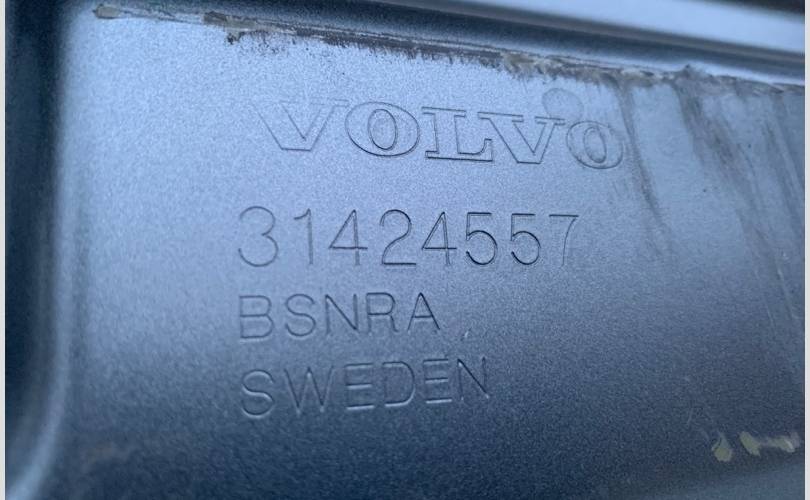 VOLVO
31424557
BSNRA
SWEDEN